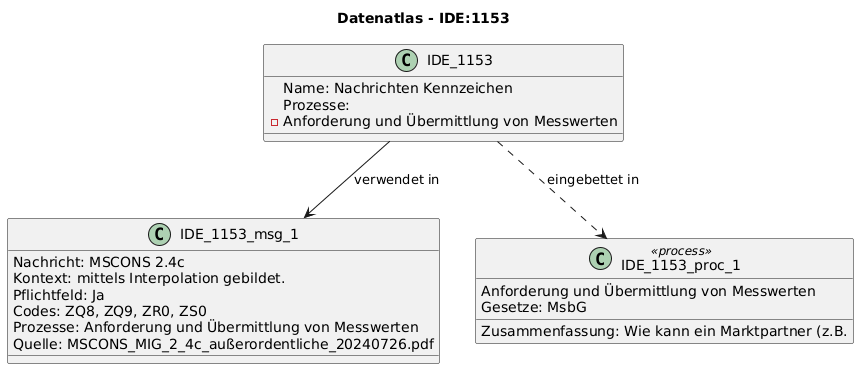 Datenatlas - IDE:1153
C IDE_1153
Name: Nachrichten Kennzeichen
Prozesse:
Anforderung und Übermittlung von Messwerten
verwendet in
eingebettet in
C IDE_1153_msg_1
Nachricht: MSCONS 2.4c
Kontext: mittels Interpolation gebildet.
Pflichtfeld: Ja
Codes: ZQ8, ZQ9, ZR0, ZS0
Prozesse: Anforderung und Übermittlung von Messwerten
Quelle: MSCONS_MIG_2_4c_außerordentliche_20240726.pdf
«process»
C IDE_1153_proc_1
Anforderung und Übermittlung von Messwerten
Gesetze: MsbG
Zusammenfassung: Wie kann ein Marktpartner (z.B.